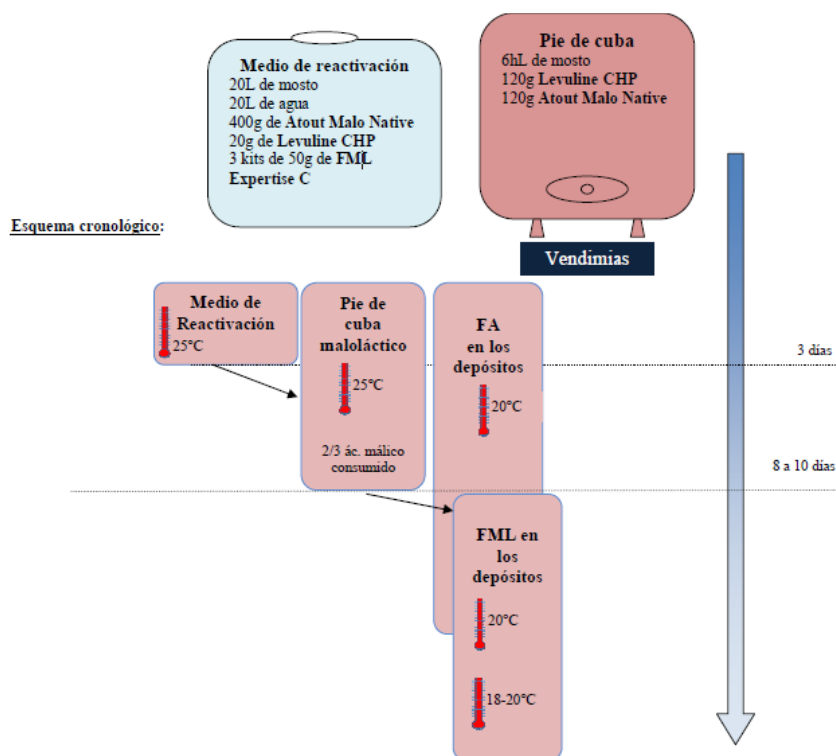 Medio de reactivación
20L de mosto
20L de agua
400g de Atout Malo Native
20g de Levuline CHP
3 kits de 50g de FML
Expertise C
Pie de cuba
6hL de mosto
120g Levuline CHP
120g Atout Malo Native
Esquema cronológico:
Vendimias
Medio de
Reactivación
25°C
Pie de
cuba
maloláctico
25°C
2/3 ác. málico
consumido
FA
en los
depósitos
20°C
3 días
8 a 10 días
FML en
los
depósitos
20°C
18-20°C